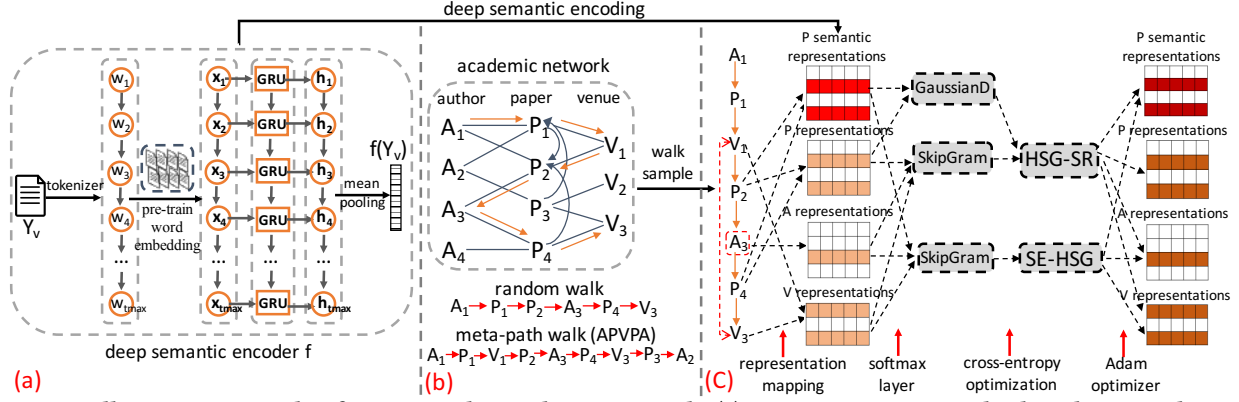 deep semantic encoding
Y_v
tokenizer
w_1
w_2
w_3
w_4
...
w_tmax
pre-train
word
embedding
x_1
x_2
x_3
x_4
...
x_tmax
GRU
GRU
GRU
GRU
...
GRU
h_1
h_2
h_3
h_4
...
h_tmax
mean
pooling
f(Y_v)
deep semantic encoder f
(a)
academic network
author paper venue
A_1
A_2
A_3
A_4
P_1
P_2
P_3
P_4
V_1
V_2
V_3
random walk
A_1 P_1 P_2 A_3 P_4 V_3
meta-path walk (APVPA)
A_1 P_1 V_1 P_2 A_3 P_4 V_3 P_3 A_2
(b)
walk
sample
A_1
P_1
V_1
P_2
A_3
P_4
V_3
P semantic
representations
P representations
A representations
V representations
GaussianD
SkipGram
SkipGram
HSG-SR
SE-HSG
P semantic
representations
P representations
A representations
V representations
(C)
representation
mapping
softmax
layer
cross-entropy
optimization
Adam
optimizer